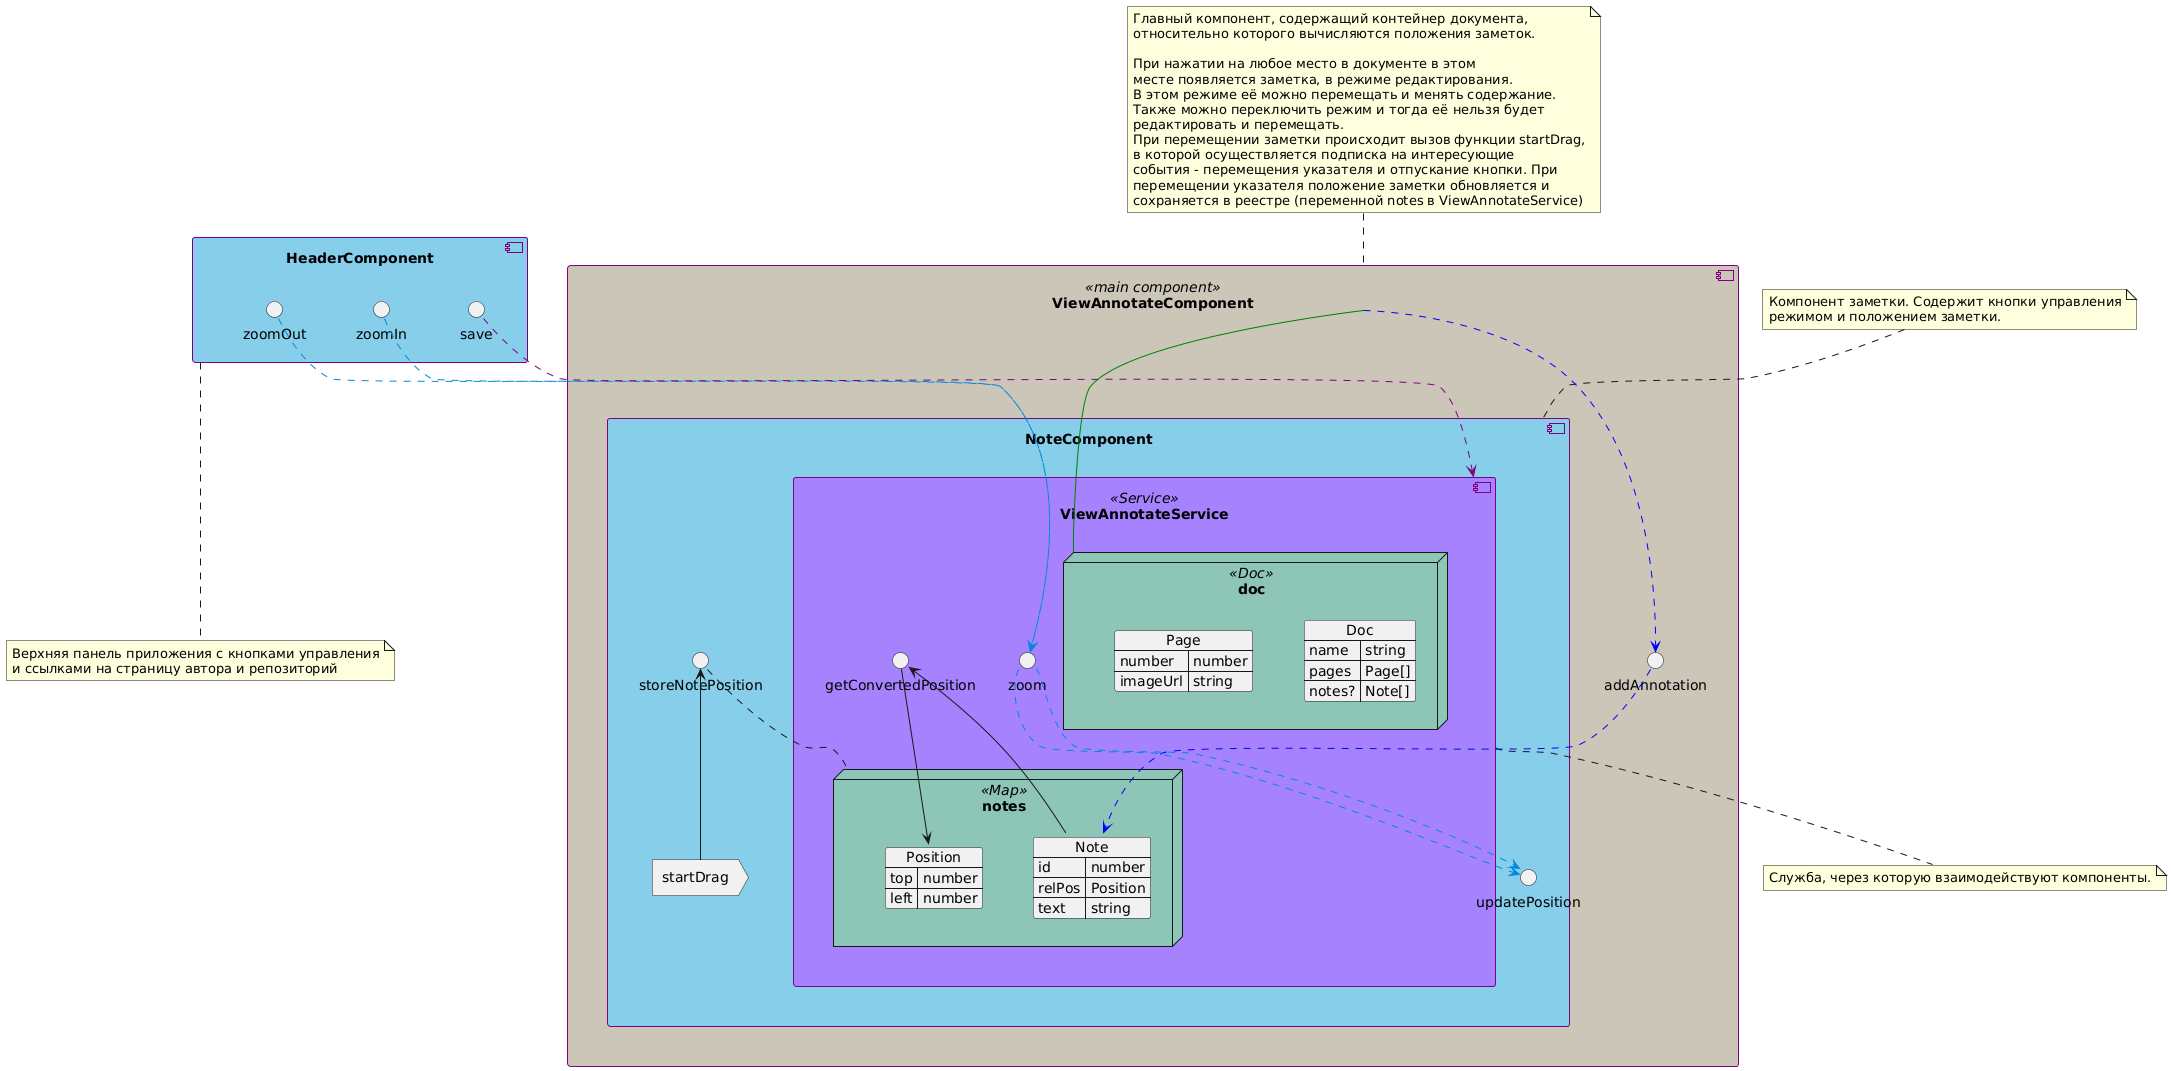 Главный компонент, содержащий контейнер документа,
относительно которого вычисляются положения заметок.
При нажатии на любое место в документе в этом
месте появляется заметка, в режиме редактирования.
В этом режиме её можно перемещать и менять содержание.
Также можно переключить режим и тогда её нельзя будет
редактировать и перемещать.
При перемещении заметки происходит вызов функции startDrag,
в которой осуществляется подписка на интересующие
события - перемещения указателя и отпускание кнопки. При
перемещении указателя положение заметки обновляется и
сохраняется в реестре (переменной notes в ViewAnnotateService)
HeaderComponent
zoomOut
zoomIn
save
«main component»
ViewAnnotateComponent
Компонент заметки. Содержит кнопки управления
режимом и положением заметки.
NoteComponent
«Service»
ViewAnnotateService
«Doc»
doc
Page
number number
imageUrl string
Doc
name string
pages Page[]
notes? Note[]
Верхняя панель приложения с кнопками управления
и ссылками на страницу автора и репозиторий
storeNotePosition
getConvertedPosition
zoom
addAnnotation
«Map»
notes
startDrag
Position
top number
left number
Note
id number
relPos Position
text string
updatePosition
Служба, через которую взаимодействуют компоненты.